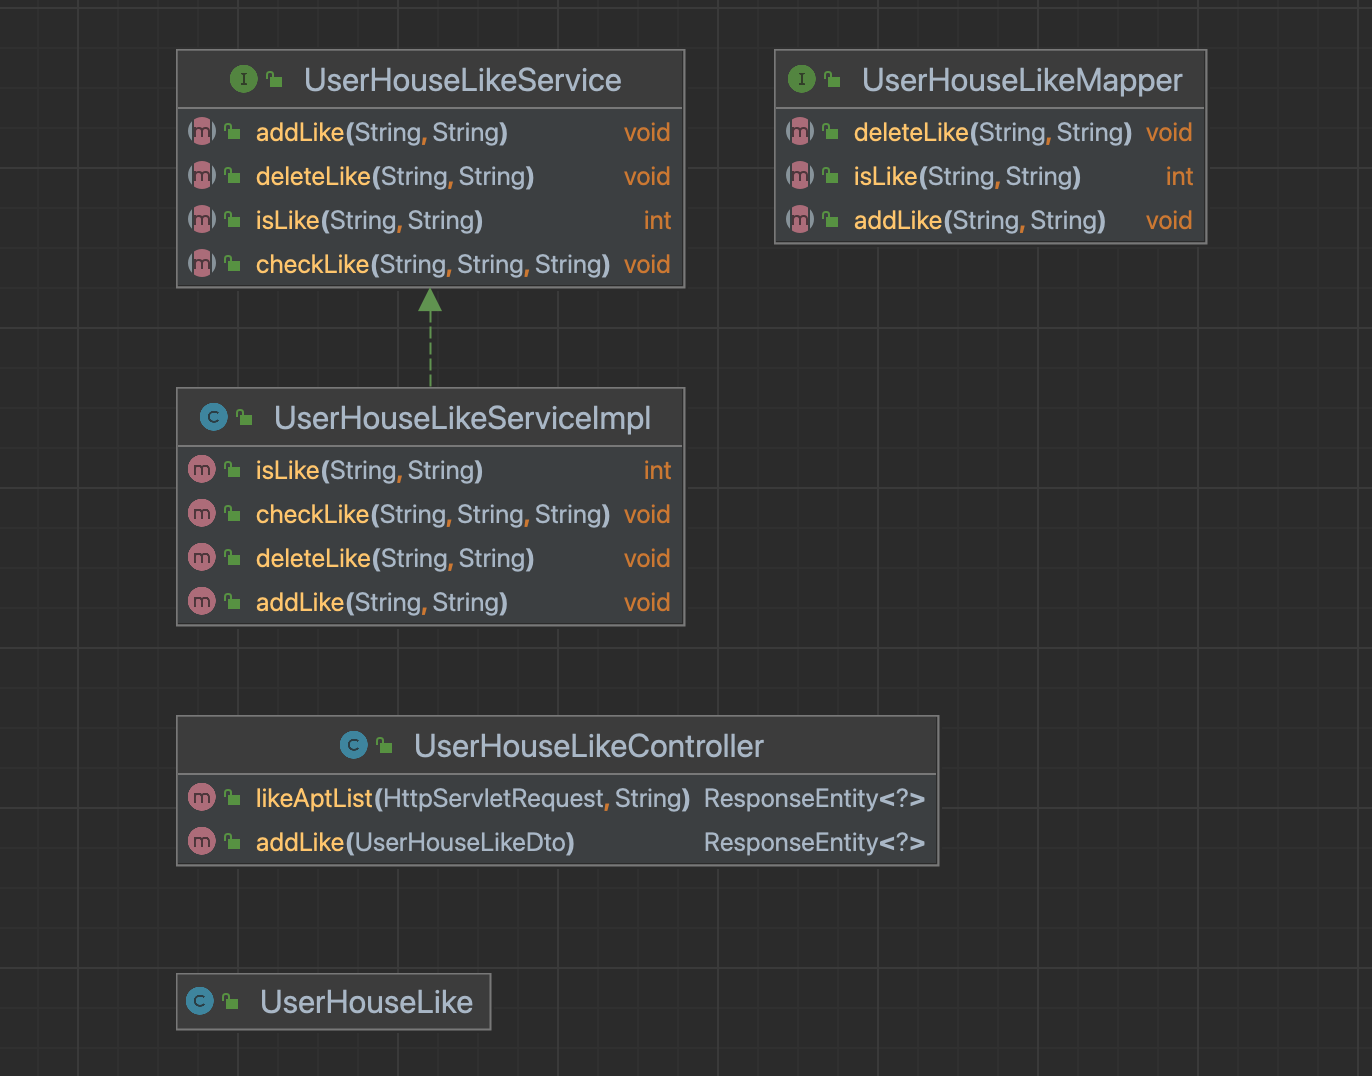 I UserHouseLikeService
m addLike(String, String) void
m deleteLike(String, String) void
m isLike(String, String) int
m checkLike(String, String, String) void
I UserHouseLikeMapper
m deleteLike(String, String) void
m isLike(String, String) int
m addLike(String, String) void
C UserHouseLikeServiceImpl
m isLike(String, String) int
m checkLike(String, String, String) void
m deleteLike(String, String) void
m addLike(String, String) void
C UserHouseLikeController
m likeAptList(HttpServletRequest, String) ResponseEntity<?>
m addLike(UserHouseLikeDto) ResponseEntity<?>
C UserHouseLike